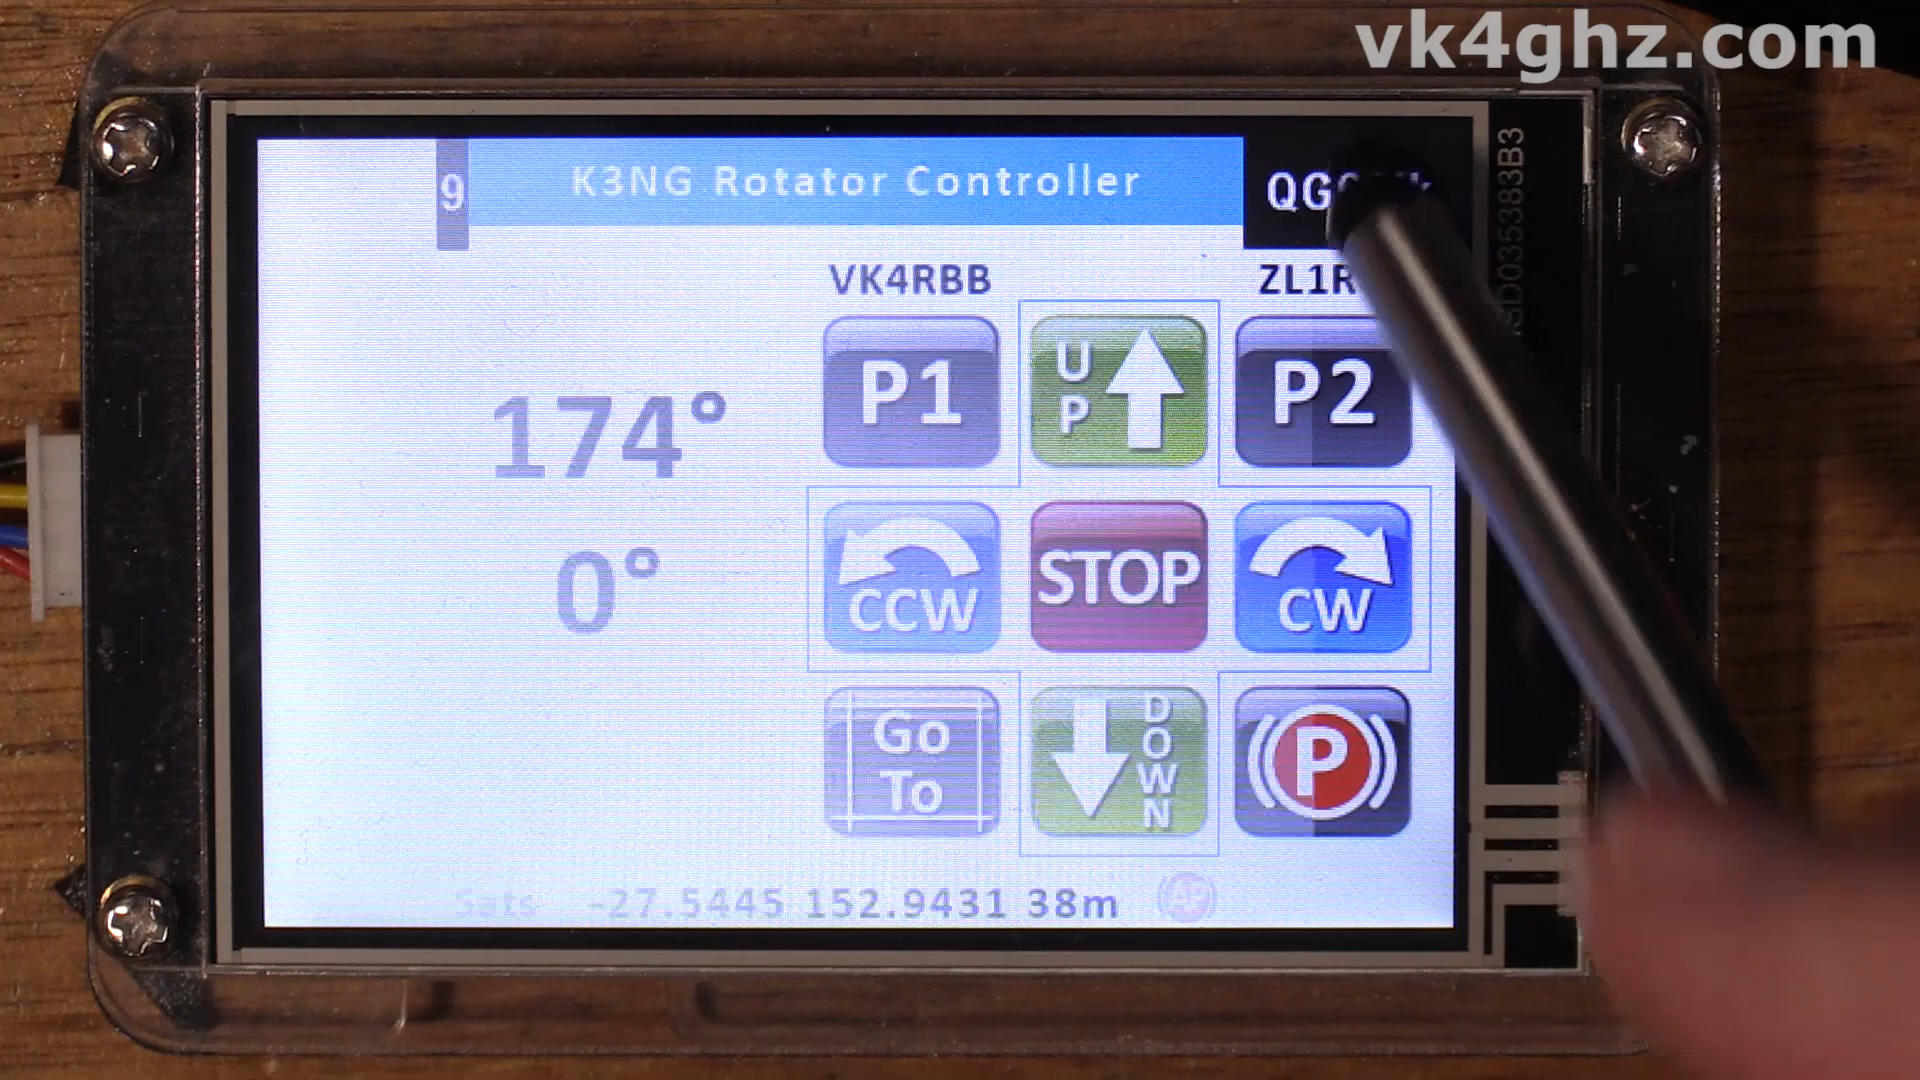 vk4ghz.com
9
K3NG Rotator Controller
VK4RBB
P1
UP
P2
174°
0°
CCW
STOP
CW
Go
To
DOWN
P
Sats -27.5445 152.9431 38m